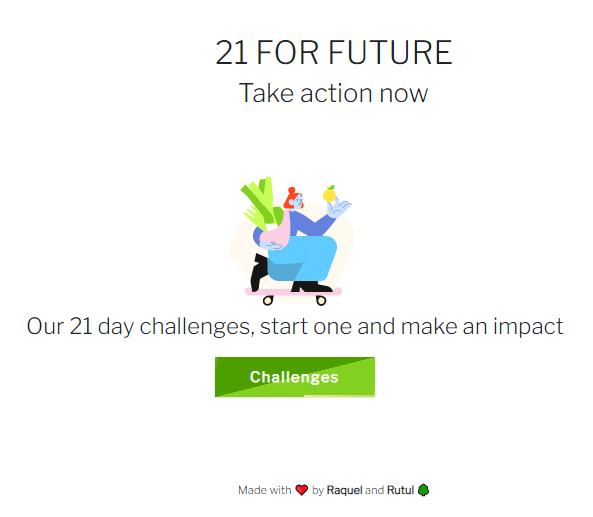 21 FOR FUTURE
Take action now
Our 21 day challenges, start one and make an impact
Challenges
Made with ❤️ by Raquel and Rutul 🌳